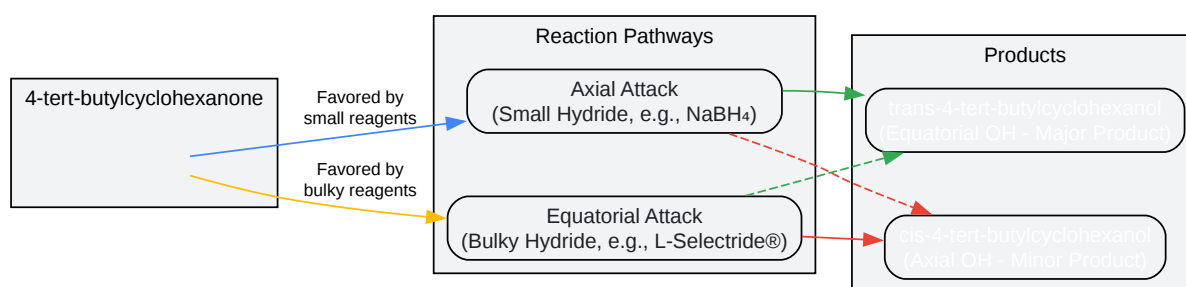 4-tert-butylcyclohexanone
Favored by
small reagents
Favored by
bulky reagents
Reaction Pathways
Axial Attack
(Small Hydride, e.g., NaBH₄)
Equatorial Attack
(Bulky Hydride, e.g., L-Selectride®)
Products
trans-4-tert-butylcyclohexanol
(Equatorial OH - Major Product)
cis-4-tert-butylcyclohexanol
(Axial OH - Minor Product)